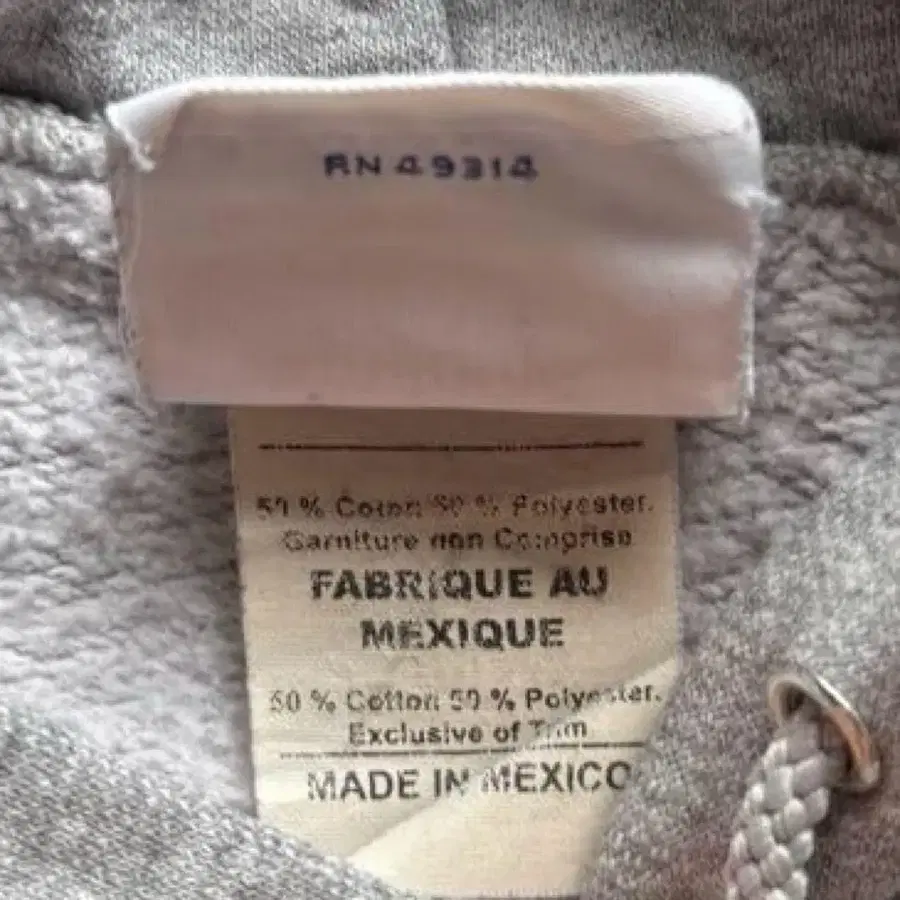 RN 49314
50 % Coton 50 % Polyester.
Garniture non Comprise
FABRIQUE AU
MEXIQUE
50 % Cotton 50 % Polyester.
Exclusive of Trim
MADE IN MEXICO